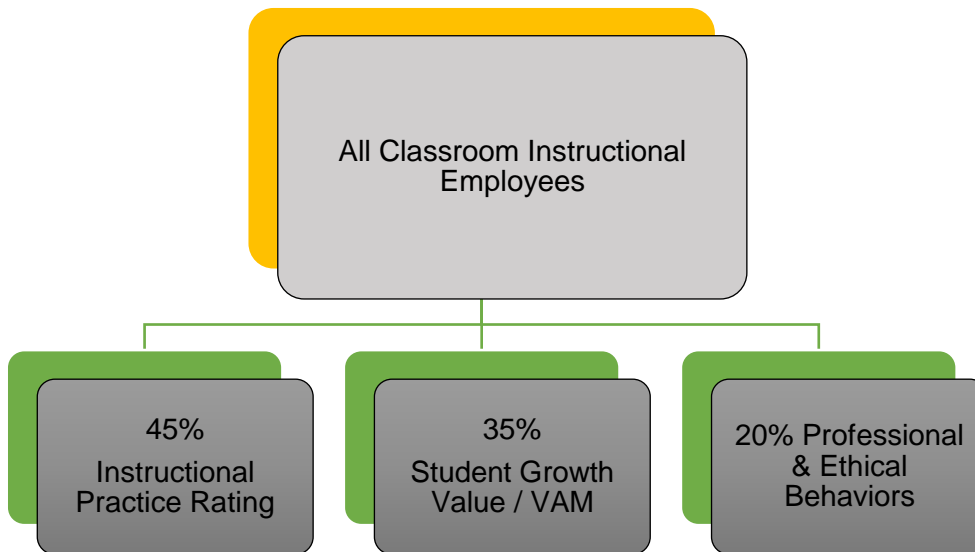 All Classroom Instructional
Employees
45%
Instructional
Practice Rating
35%
Student Growth
Value / VAM
20% Professional
& Ethical
Behaviors